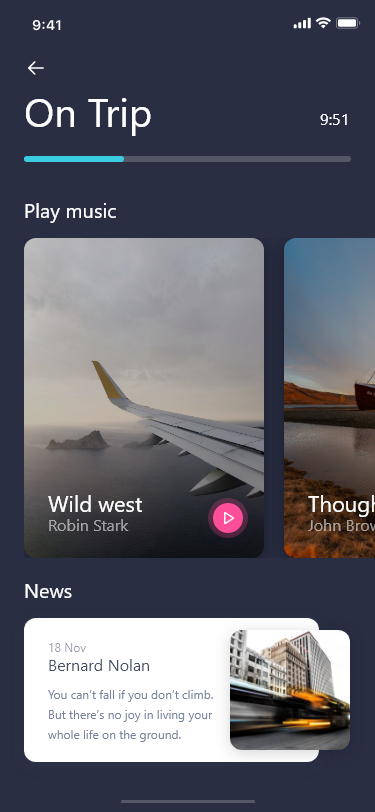 9:41
On Trip
9:51
Play music
Wild west
Robin Stark
Though
John Brow
News
18 Nov
Bernard Nolan
You can't fall if you don't climb.
But there's no joy in living your
whole life on the ground.